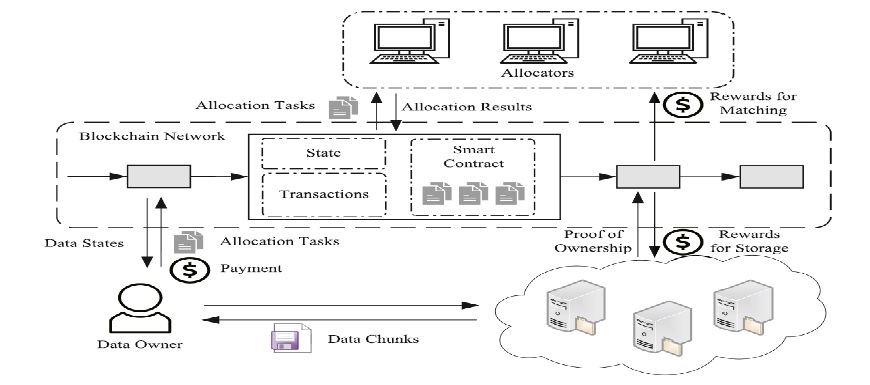 Allocators
Allocation Tasks
Allocation Results
$
Rewards for
Matching
Blockchain Network
State
Transactions
Smart
Contract
Data States
Allocation Tasks
$
Payment
Proof of
Ownership
$
Rewards
for Storage
Data Owner
Data Chunks